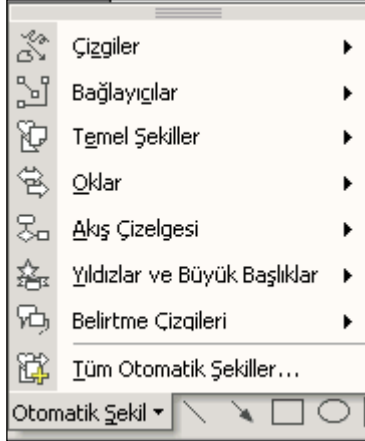 Çizgiler
Bağlayıcılar
Temel Şekiller
Oklar
Akış Çizelgesi
Yıldızlar ve Büyük Başlıklar
Belirtme Çizgileri
Tüm Otomatik Şekiller...
Otomatik Şekil